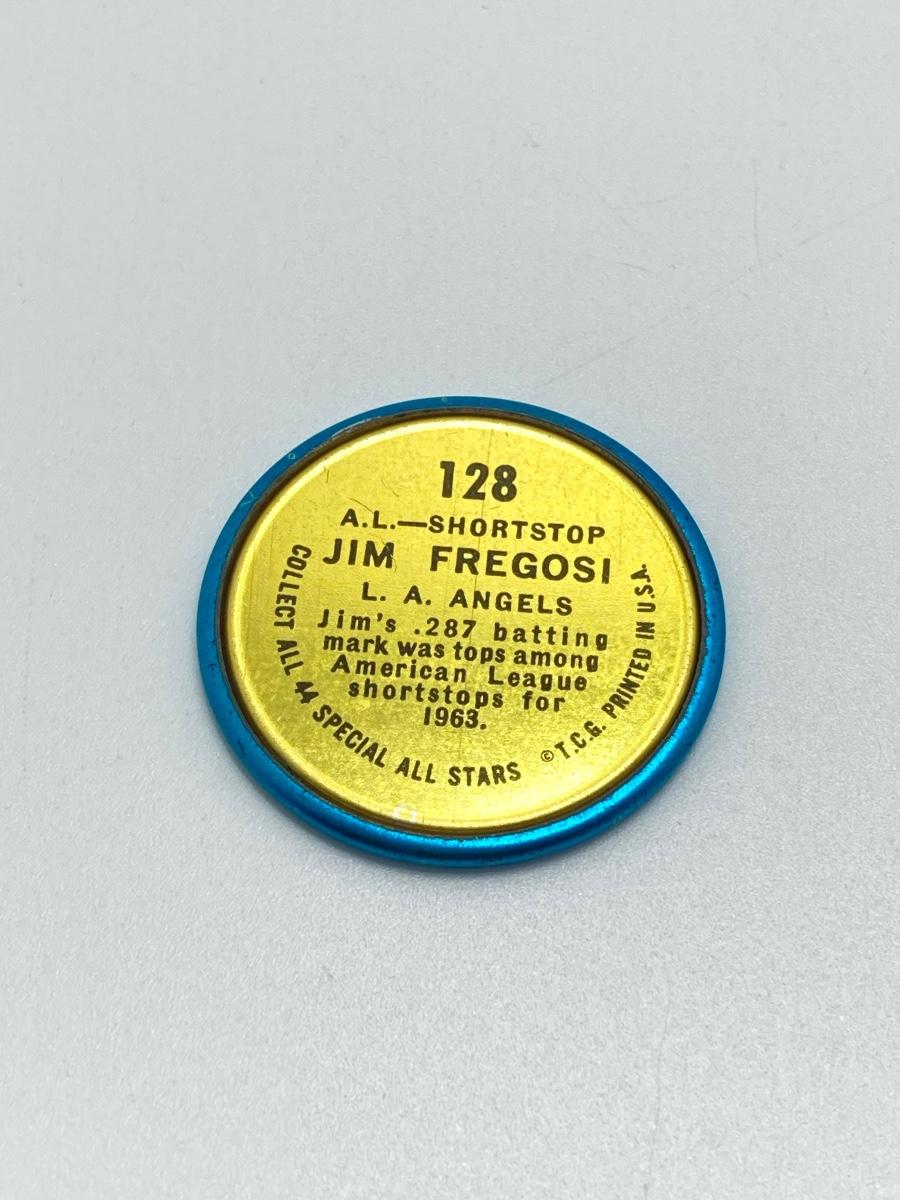 128
A.L.—SHORTSTOP
JIM FREGOSI
L. A. ANGELS
Jim's .287 batting
mark was tops among
American League
shortstops for
1963.
COLLECT ALL 44 SPECIAL ALL STARS
©T.C.G. PRINTED IN U.S.A.